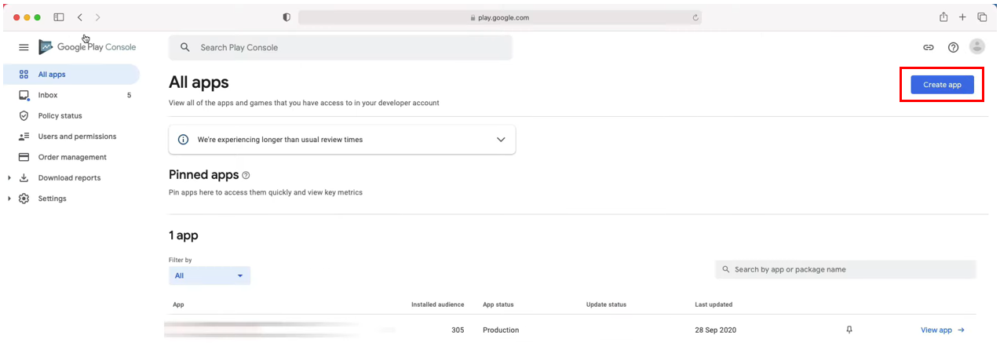 play.google.com
Google Play Console
Search Play Console
All apps
Inbox 5
Policy status
Users and permissions
Order management
Download reports
Settings
All apps
Create app
View all of the apps and games that you have access to in your developer account
We're experiencing longer than usual review times
Pinned apps
Pin apps here to access them quickly and view key metrics
1 app
Filter by
All
Search by app or package name
App Installed audience App status Update status Last updated
305 Production 28 Sep 2020 View app